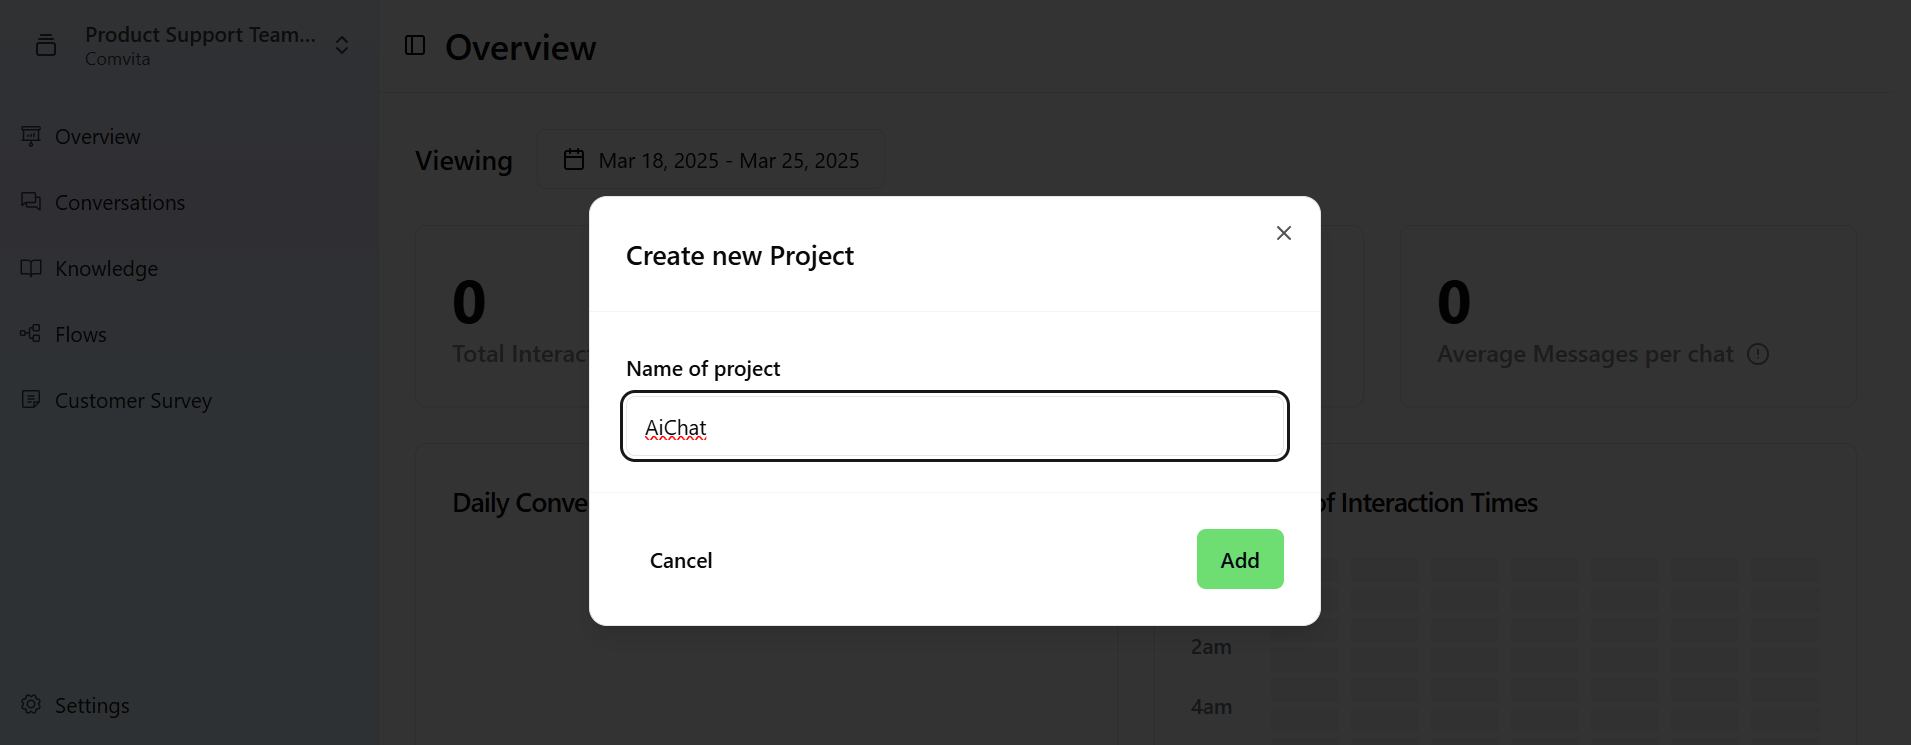 Product Support Team...
Comvita
Overview
Conversations
Knowledge
Flows
Customer Survey
Settings
Overview
Viewing
Mar 18, 2025 - Mar 25, 2025
0
Total Interac
0
Average Messages per chat
Daily Conve
of Interaction Times
2am
4am
Create new Project
Name of project
AiChat
Cancel
Add